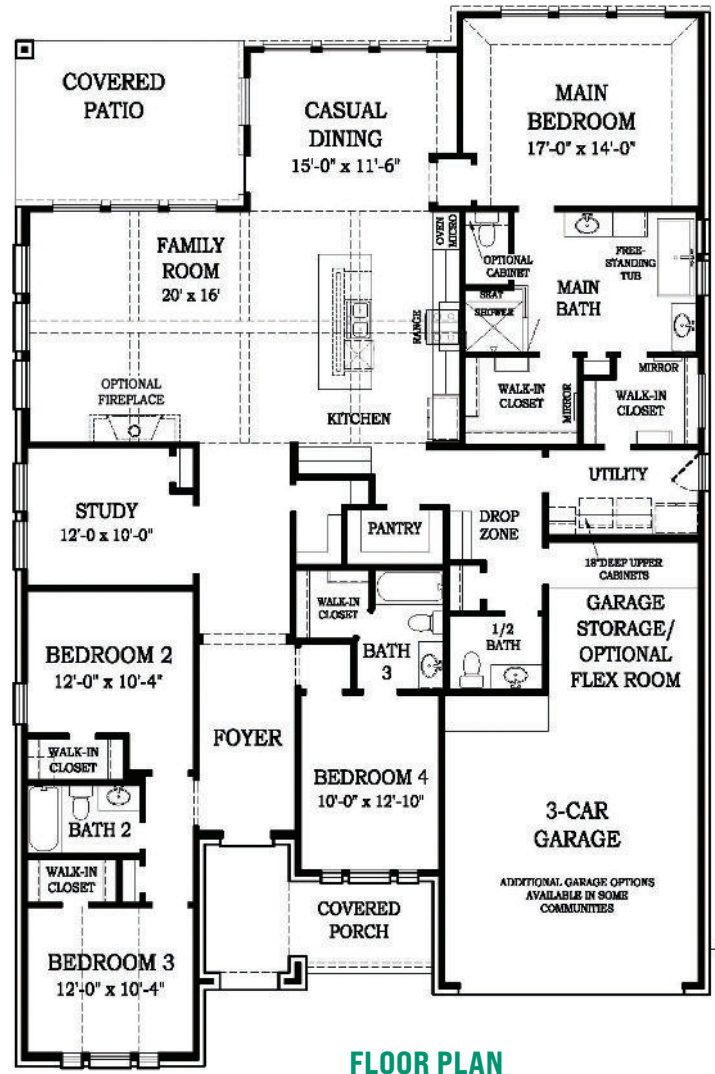 COVERED
PATIO
CASUAL
DINING
15'-0" x 11'-6"
MAIN
BEDROOM
17'-0" x 14'-0"
FAMILY
ROOM
20' x 16'
OVEN
MICRO
OPTIONAL
CABINET
FREE-
STANDING
TUB
MAIN
BATH
SEAT
SHOWER
RANGE
OPTIONAL
FIREPLACE
KITCHEN
WALK-IN
CLOSET
MIRROR
MIRROR
WALK-IN
CLOSET
STUDY
12'-0 x 10'-0"
PANTRY
DROP
ZONE
UTILITY
18"DEEP UPPER
CABINETS
WALK-IN
CLOSET
BATH
3
1/2
BATH
GARAGE
STORAGE/
OPTIONAL
FLEX ROOM
BEDROOM 2
12'-0" x 10'-4"
WALK-IN
CLOSET
FOYER
BEDROOM 4
10'-0" x 12'-10"
BATH 2
3-CAR
GARAGE
ADDITIONAL GARAGE OPTIONS
AVAILABLE IN SOME
COMMUNITIES
WALK-IN
CLOSET
COVERED
PORCH
BEDROOM 3
12'-0" x 10'-4"
FLOOR PLAN